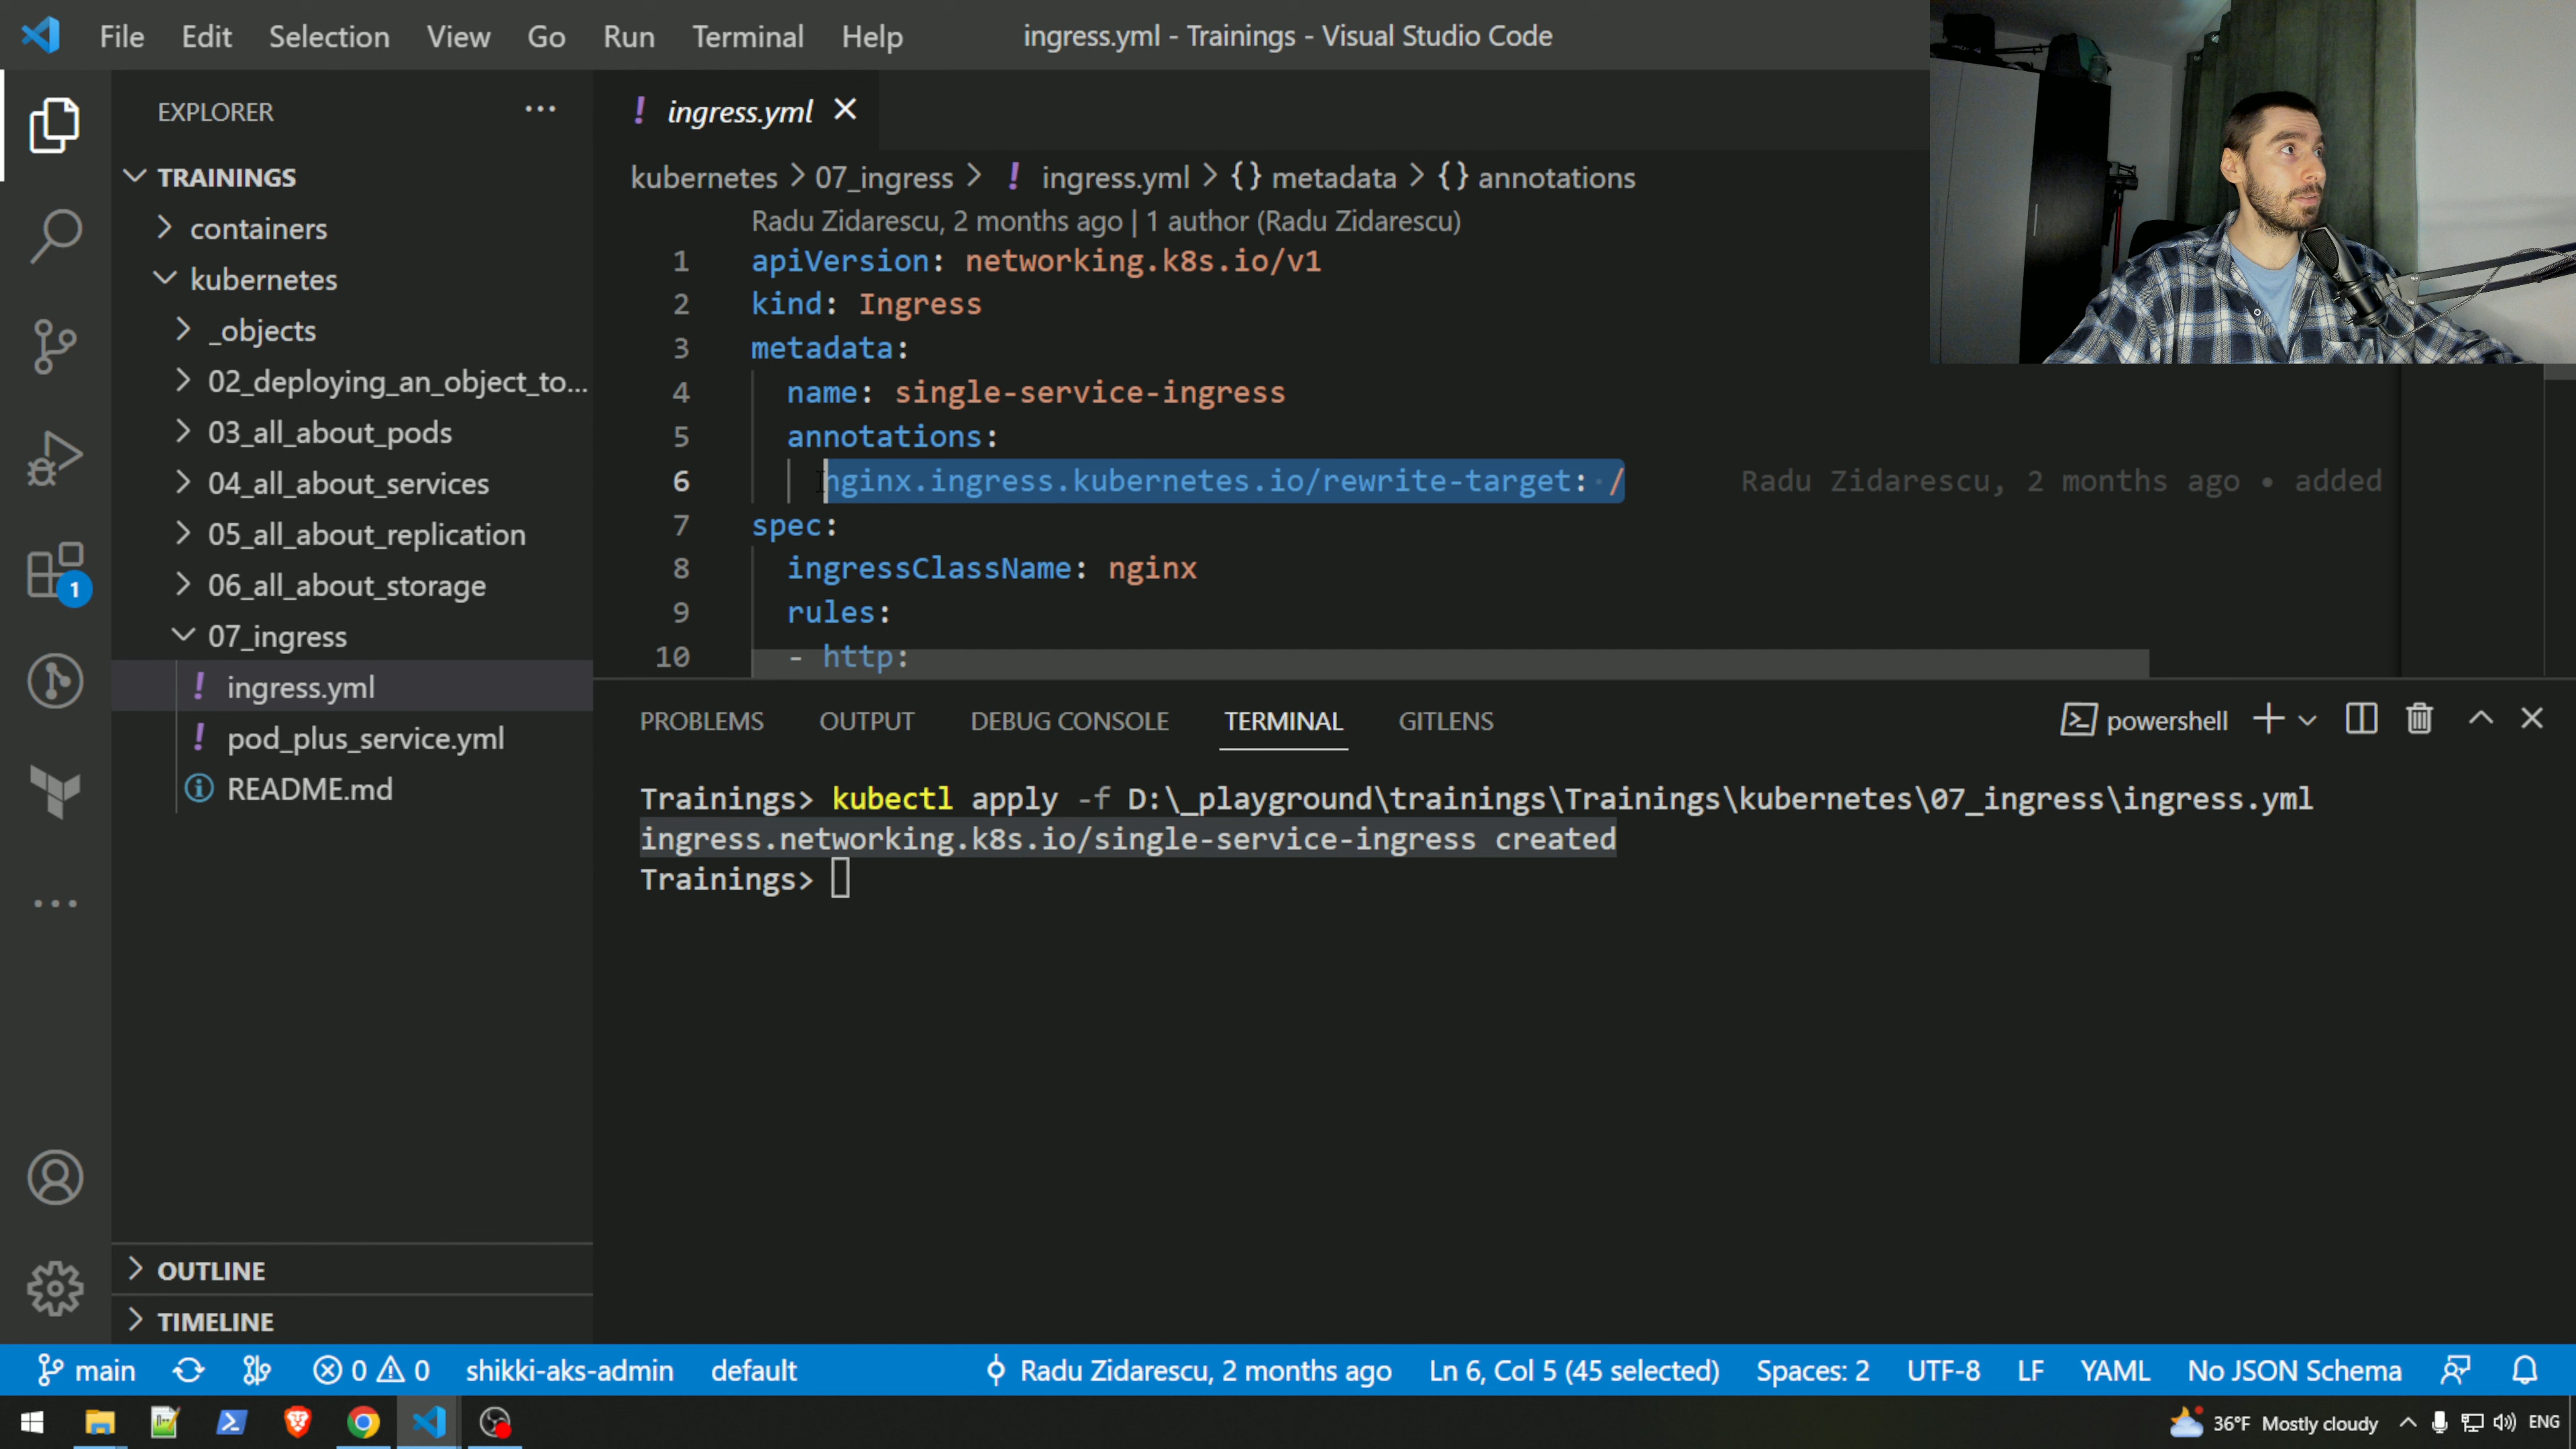 File Edit Selection View Go Run Terminal Help
ingress.yml - Trainings - Visual Studio Code
EXPLORER
TRAININGS
containers
kubernetes
_objects
02_deploying_an_object_to...
03_all_about_pods
04_all_about_services
05_all_about_replication
06_all_about_storage
07_ingress
! ingress.yml
! pod_plus_service.yml
README.md
OUTLINE
TIMELINE
1
! ingress.yml
kubernetes > 07_ingress > ! ingress.yml > {} metadata > {} annotations
Radu Zidarescu, 2 months ago | 1 author (Radu Zidarescu)
1 apiVersion: networking.k8s.io/v1
2 kind: Ingress
3 metadata:
4 name: single-service-ingress
5 annotations:
6 nginx.ingress.kubernetes.io/rewrite-target: / Radu Zidarescu, 2 months ago • added
7 spec:
8 ingressClassName: nginx
9 rules:
10 - http:
PROBLEMS OUTPUT DEBUG CONSOLE TERMINAL GITLENS
powershell
Trainings> kubectl apply -f D:\_playground\trainings\Trainings\kubernetes\07_ingress\ingress.yml
ingress.networking.k8s.io/single-service-ingress created
Trainings>
main 0 0 shikki-aks-admin default Radu Zidarescu, 2 months ago Ln 6, Col 5 (45 selected) Spaces: 2 UTF-8 LF YAML No JSON Schema
36°F Mostly cloudy ENG